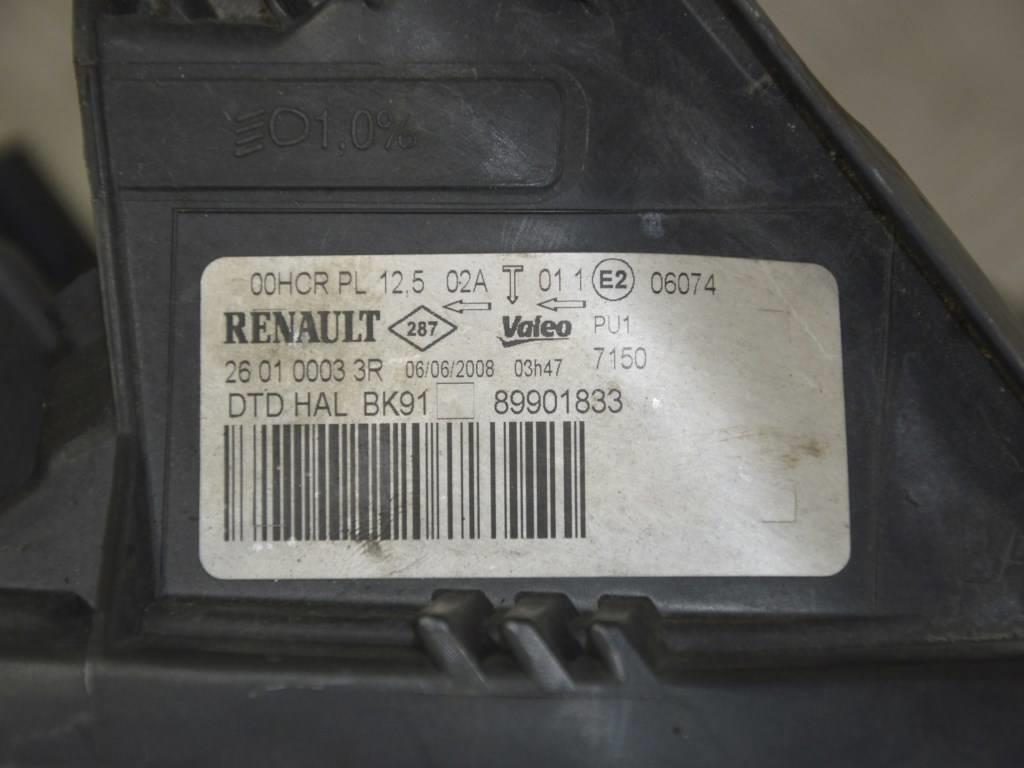 1,0%
00HCR PL 12,5 02A T 01 1 E2 06074
RENAULT 287 Valeo PU1
26 01 0003 3R 06/06/2008 03h47 7150
DTD HAL BK91 89901833